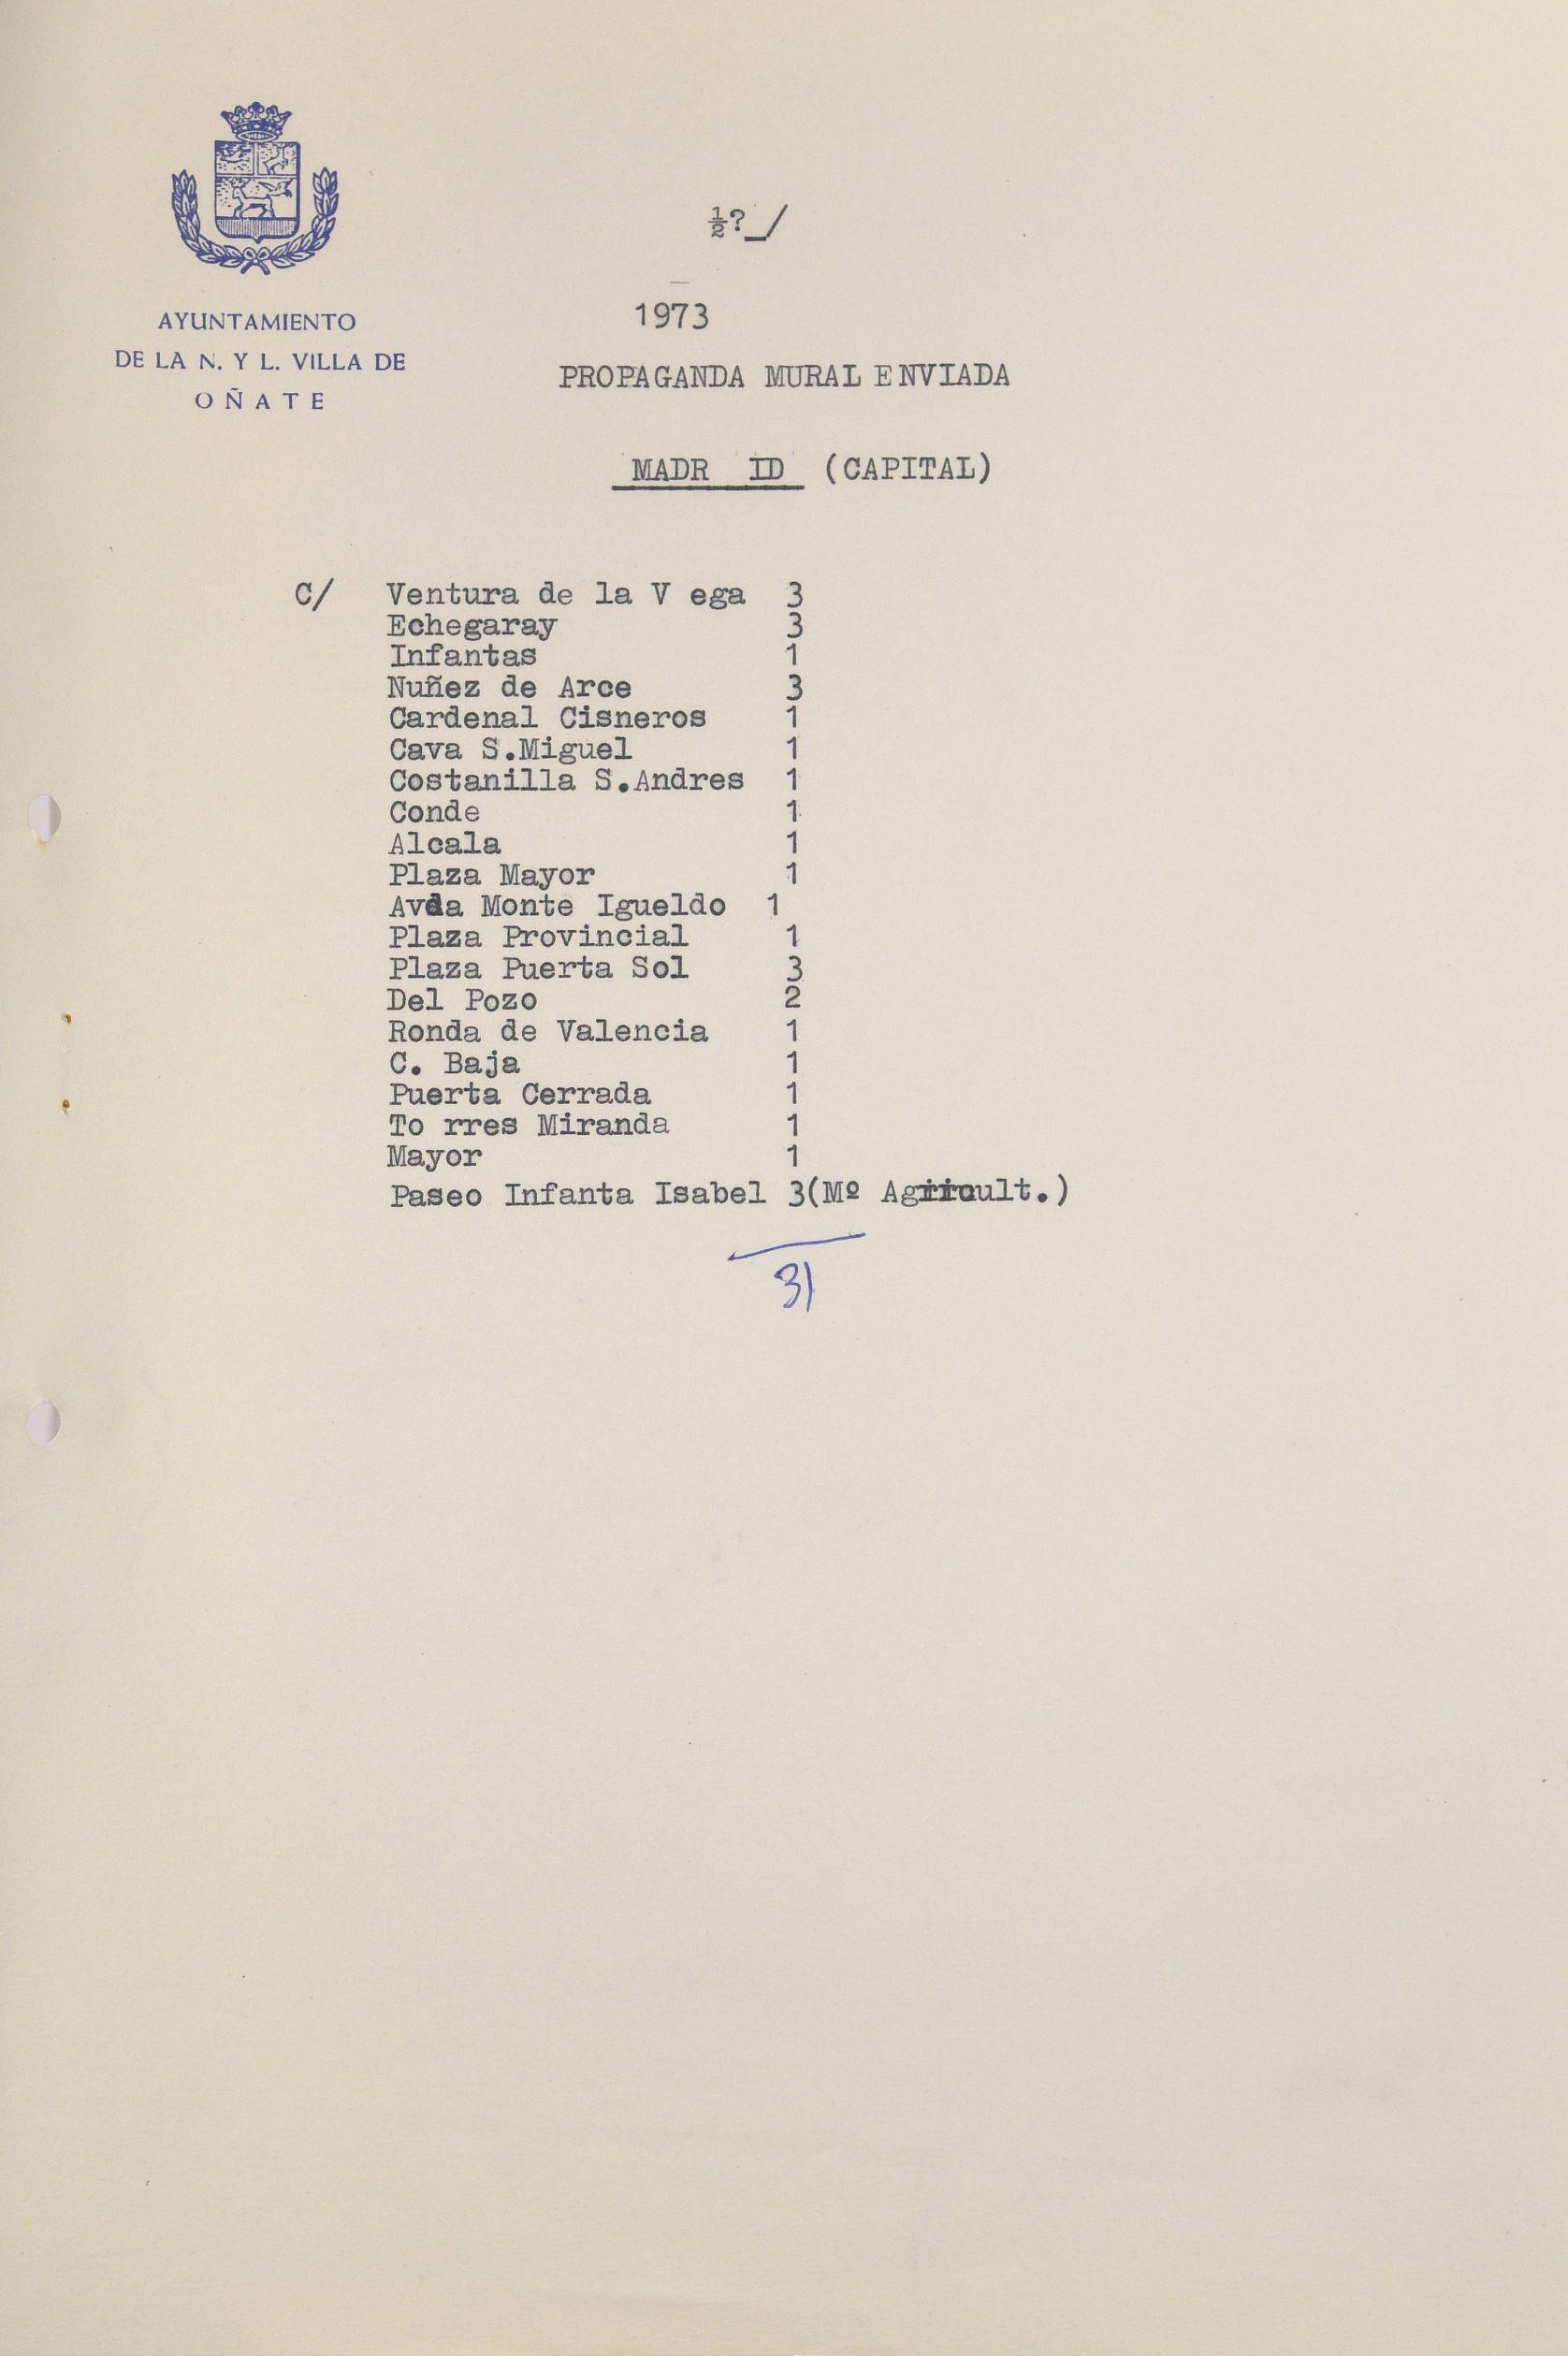 ½?_/
AYUNTAMIENTO
DE LA N. Y L. VILLA DE
OÑATE
1973
PROPAGANDA MURAL ENVIADA
MADR ID (CAPITAL)
C/ Ventura de la V ega 3
Echegaray 3
Infantas 1
Nuñez de Arce 3
Cardenal Cisneros 1
Cava S.Miguel 1
Costanilla S.Andres 1
Conde 1
Alcala 1
Plaza Mayor 1
Avda Monte Igueldo 1
Plaza Provincial 1
Plaza Puerta Sol 3
Del Pozo 2
Ronda de Valencia 1
C. Baja 1
Puerta Cerrada 1
To rres Miranda 1
Mayor 1
Paseo Infanta Isabel 3(Mº Agricult.)
31